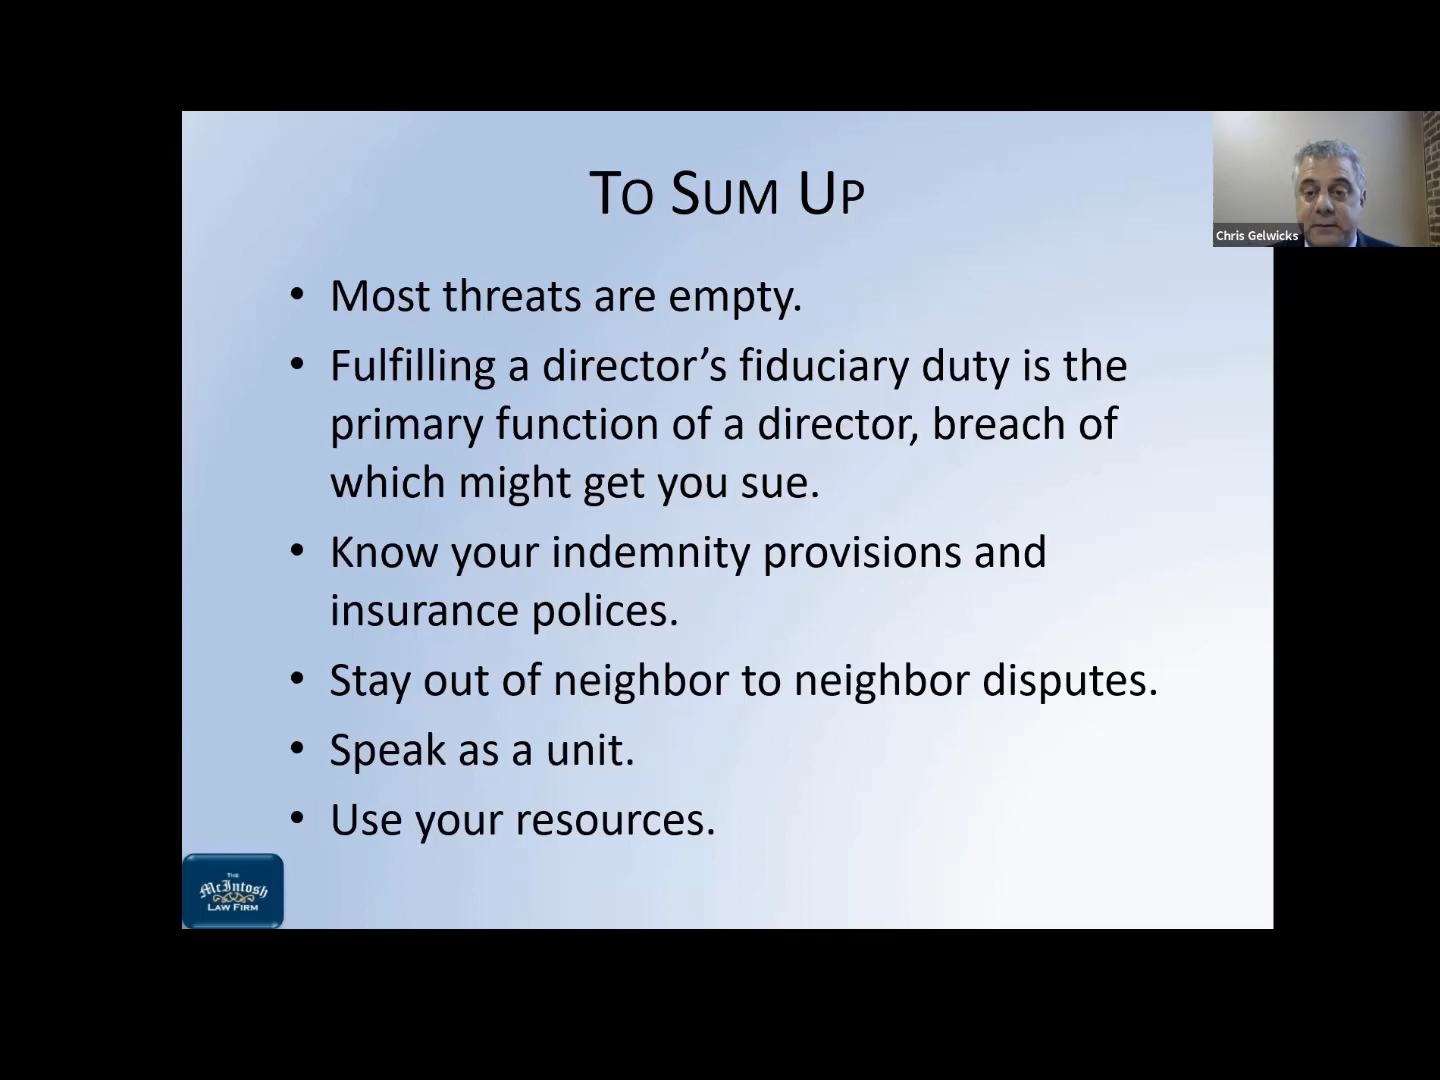 To Sum Up
Chris Gelwicks
• Most threats are empty.
• Fulfilling a director’s fiduciary duty is the
primary function of a director, breach of
which might get you sue.
• Know your indemnity provisions and
insurance polices.
• Stay out of neighbor to neighbor disputes.
• Speak as a unit.
• Use your resources.
THE
McIntosh
LAW FIRM